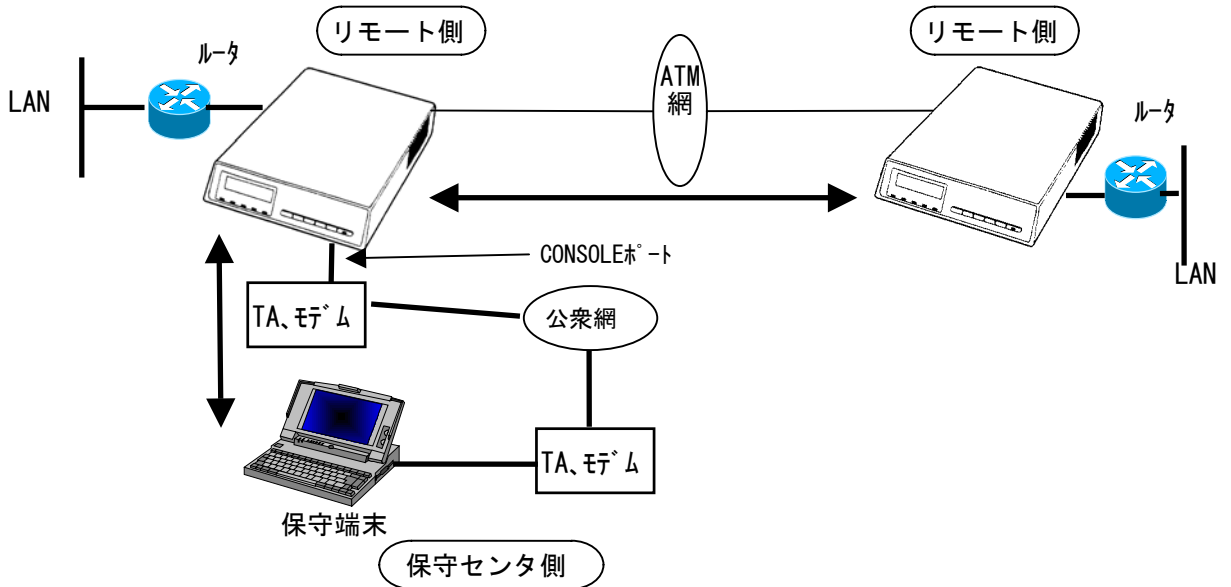 リモート側
リモート側
ﾙｰﾀ
ATM
網
LAN
ﾙｰﾀ
CONSOLEﾎﾟｰﾄ
LAN
TA、ﾓﾃﾞﾑ
公衆網
TA、ﾓﾃﾞﾑ
保守端末
保守センタ側